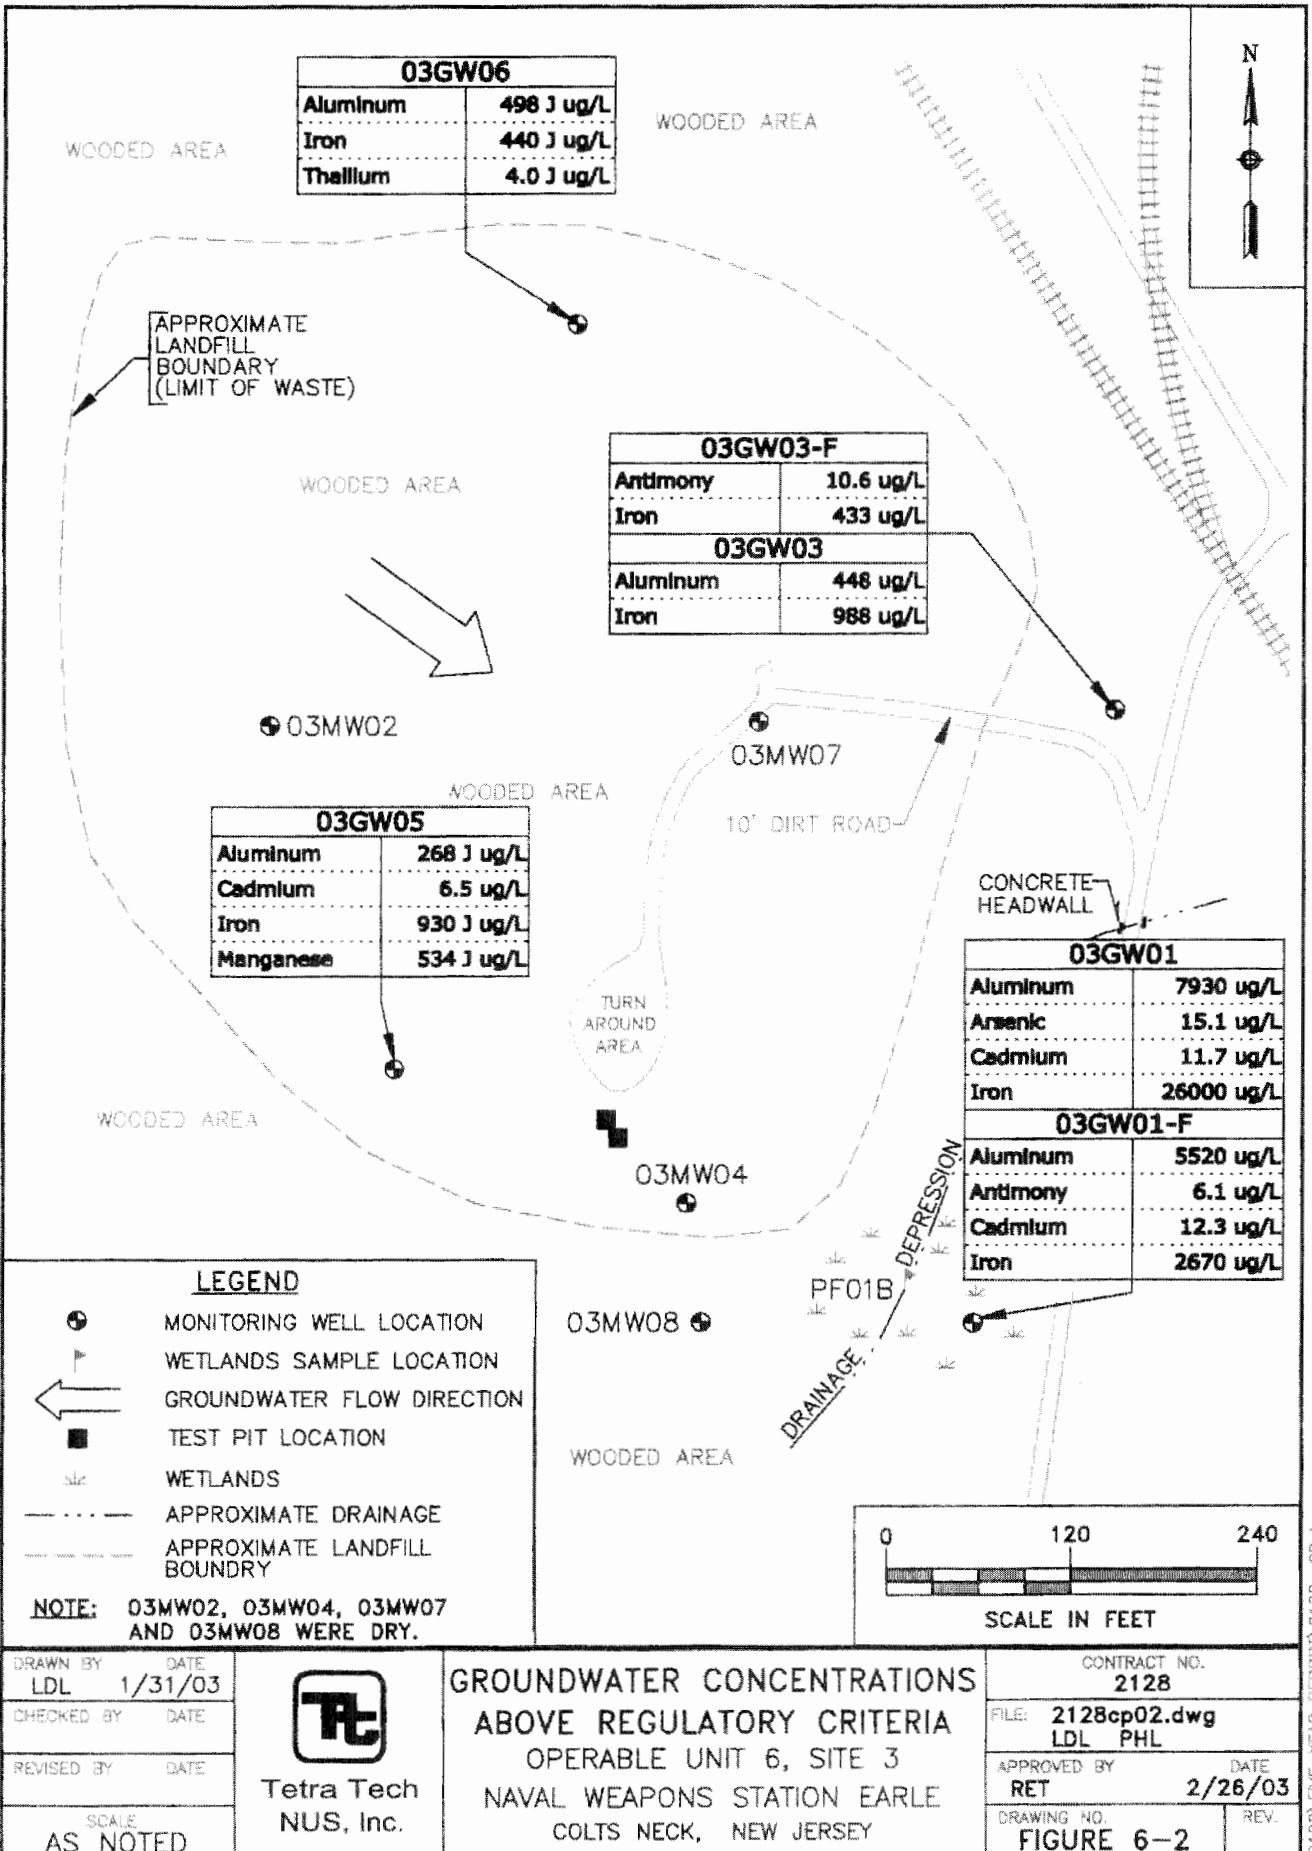 N
03GW06
Aluminum 498 J ug/L
Iron 440 J ug/L
Thallium 4.0 J ug/L
WOODED AREA
WOODED AREA
APPROXIMATE
LANDFILL
BOUNDARY
(LIMIT OF WASTE)
WOODED AREA
03GW03-F
Antimony 10.6 ug/L
Iron 433 ug/L
03GW03
Aluminum 448 ug/L
Iron 988 ug/L
03MW02
03MW07
WOODED AREA
10' DIRT ROAD
03GW05
Aluminum 268 J ug/L
Cadmium 6.5 ug/L
Iron 930 J ug/L
Manganese 534 J ug/L
CONCRETE
HEADWALL
TURN
AROUND
AREA
03GW01
Aluminum 7930 ug/L
Arsenic 15.1 ug/L
Cadmium 11.7 ug/L
Iron 26000 ug/L
03GW01-F
Aluminum 5520 ug/L
Antimony 6.1 ug/L
Cadmium 12.3 ug/L
Iron 2670 ug/L
WOODED AREA
03MW04
DRAINAGE DEPRESSION
PF01B
03MW08
WOODED AREA
LEGEND
MONITORING WELL LOCATION
WETLANDS SAMPLE LOCATION
GROUNDWATER FLOW DIRECTION
TEST PIT LOCATION
WETLANDS
APPROXIMATE DRAINAGE
APPROXIMATE LANDFILL
BOUNDRY
NOTE: 03MW02, 03MW04, 03MW07
AND 03MW08 WERE DRY.
0 120 240
SCALE IN FEET
DRAWN BY DATE
LDL 1/31/03
CHECKED BY DATE
REVISED BY DATE
SCALE
AS NOTED
Tetra Tech
NUS, Inc.
GROUNDWATER CONCENTRATIONS
ABOVE REGULATORY CRITERIA
OPERABLE UNIT 6, SITE 3
NAVAL WEAPONS STATION EARLE
COLTS NECK, NEW JERSEY
CONTRACT NO.
2128
FILE: 2128cp02.dwg
LDL PHL
APPROVED BY DATE
RET 2/26/03
DRAWING NO. REV.
FIGURE 6-2